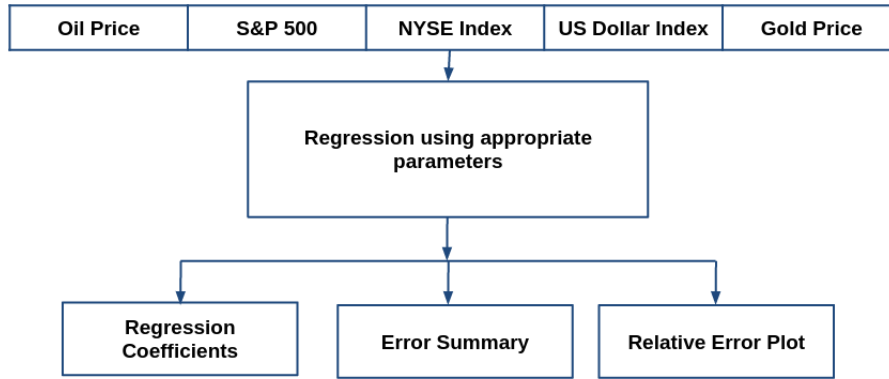 Oil Price
S&P 500
NYSE Index
US Dollar Index
Gold Price
Regression using appropriate
parameters
Regression
Coefficients
Error Summary
Relative Error Plot